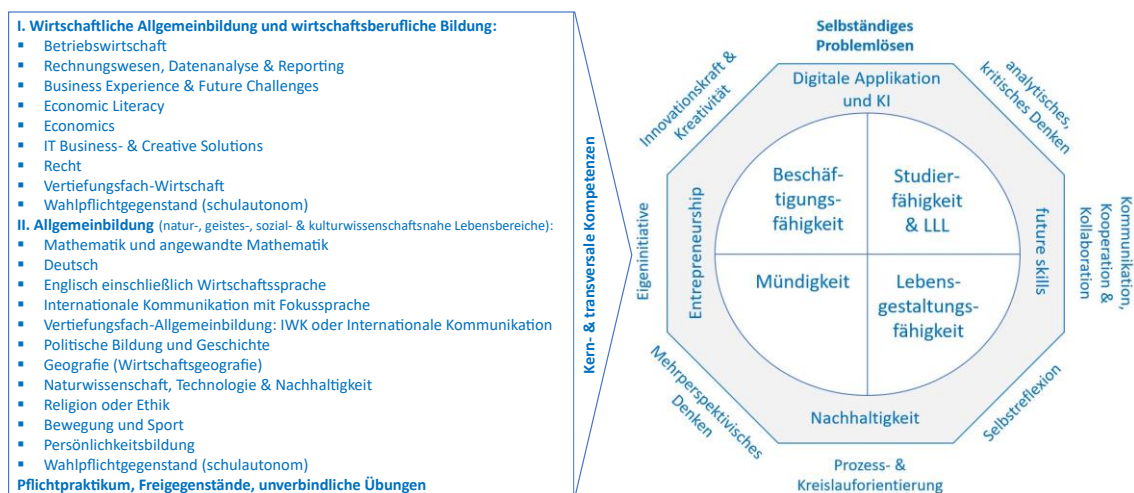 I. Wirtschaftliche Allgemeinbildung und wirtschaftsberufliche Bildung:
▪ Betriebswirtschaft
▪ Rechnungswesen, Datenanalyse & Reporting
▪ Business Experience & Future Challenges
▪ Economic Literacy
▪ Economics
▪ IT Business- & Creative Solutions
▪ Recht
▪ Vertiefungsfach-Wirtschaft
▪ Wahlpflichtgegenstand (schulautonom)
II. Allgemeinbildung (natur-, geistes-, sozial- & kulturwissenschaftsnahe Lebensbereiche):
▪ Mathematik und angewandte Mathematik
▪ Deutsch
▪ Englisch einschließlich Wirtschaftssprache
▪ Internationale Kommunikation mit Fokussprache
▪ Vertiefungsfach-Allgemeinbildung: IWK oder Internationale Kommunikation
▪ Politische Bildung und Geschichte
▪ Geografie (Wirtschaftsgeografie)
▪ Naturwissenschaft, Technologie & Nachhaltigkeit
▪ Religion oder Ethik
▪ Bewegung und Sport
▪ Persönlichkeitsbildung
▪ Wahlpflichtgegenstand (schulautonom)
Pflichtpraktikum, Freigegenstände, unverbindliche Übungen
Kern- & transversale Kompetenzen
Selbständiges
Problemlösen
analytisches,
kritisches Denken
Kommunikation,
Kooperation &
Kollaboration
Selbstreflexion
Prozess- &
Kreislauforientierung
Mehrperspektivisches
Denken
Eigeninitiative
Innovationskraft &
Kreativität
Digitale Applikation
und KI
future skills
Nachhaltigkeit
Entrepreneurship
Beschäf-
tigungs-
fähigkeit
Studier-
fähigkeit
& LLL
Mündigkeit
Lebens-
gestaltungs-
fähigkeit